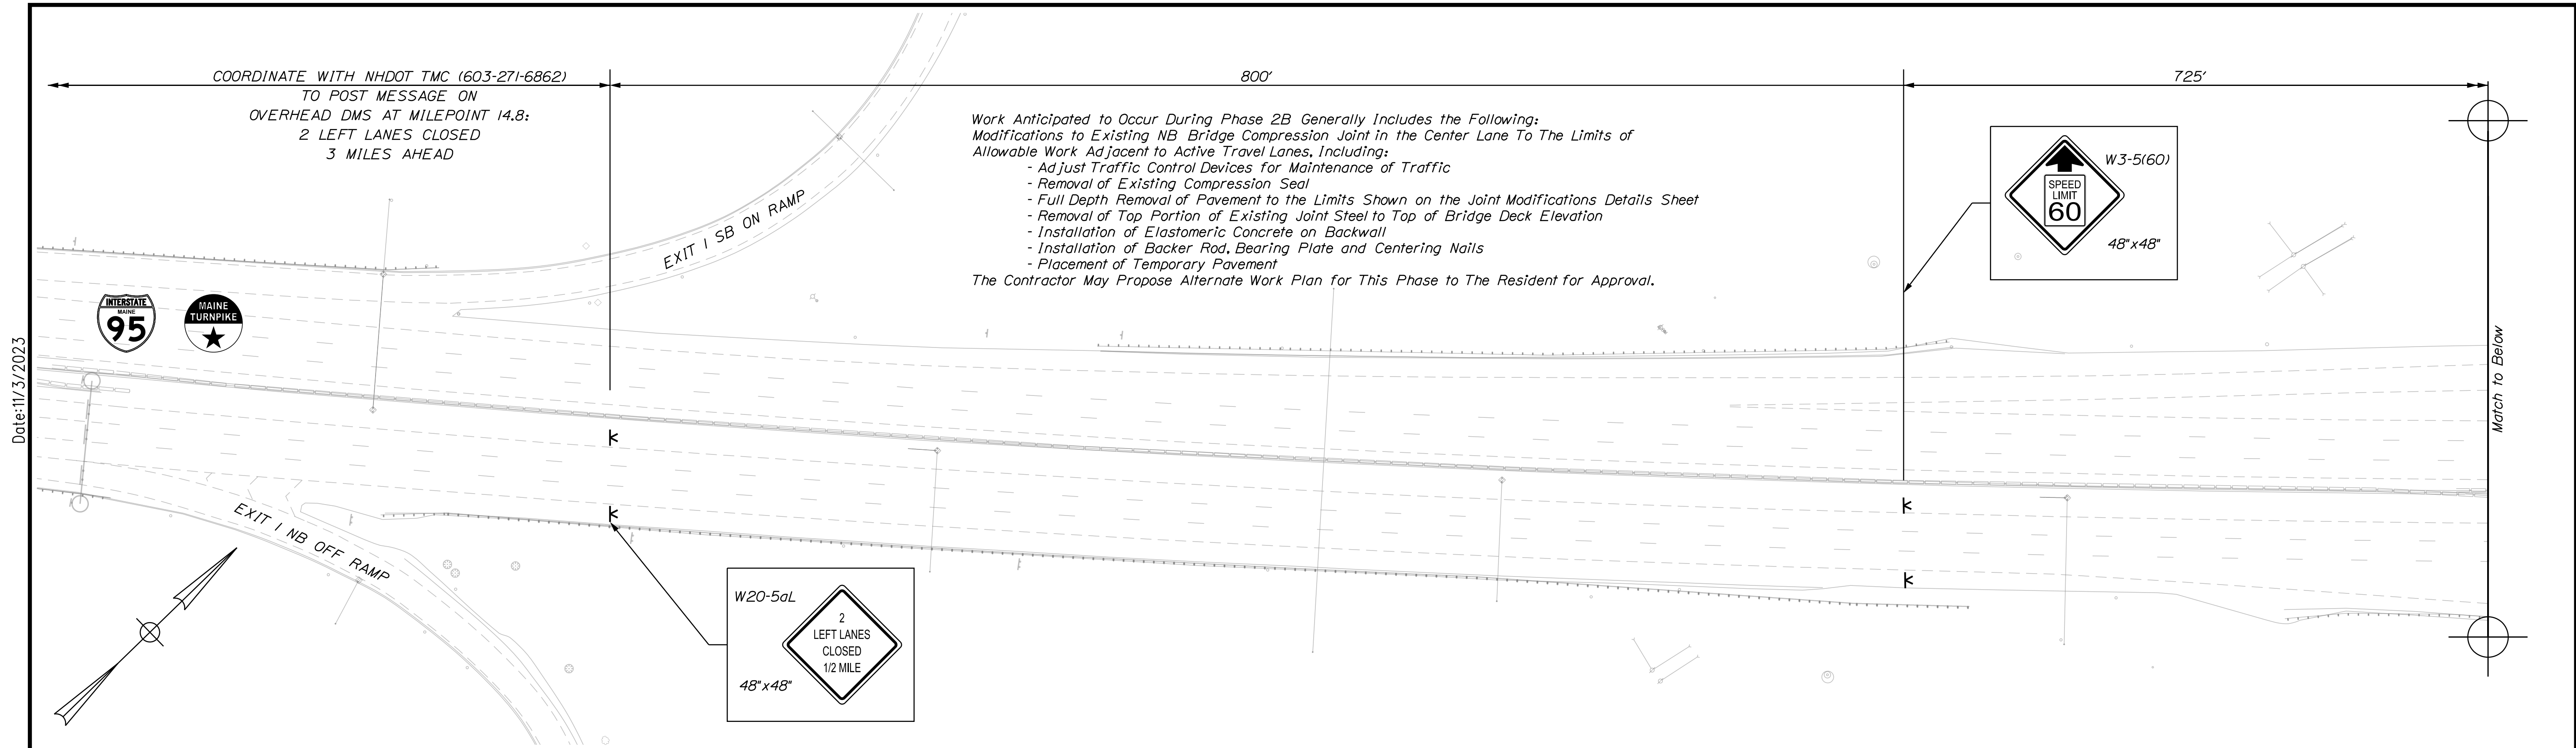 COORDINATE WITH NHDOT TMC (603-271-6862)
TO POST MESSAGE ON
OVERHEAD DMS AT MILEPOINT 14.8:
2 LEFT LANES CLOSED
3 MILES AHEAD
800'
725'
Work Anticipated to Occur During Phase 2B Generally Includes the Following:
Modifications to Existing NB Bridge Compression Joint in the Center Lane To The Limits of
Allowable Work Adjacent to Active Travel Lanes, Including:
- Adjust Traffic Control Devices for Maintenance of Traffic
- Removal of Existing Compression Seal
- Full Depth Removal of Pavement to the Limits Shown on the Joint Modifications Details Sheet
- Removal of Top Portion of Existing Joint Steel to Top of Bridge Deck Elevation
- Installation of Elastomeric Concrete on Backwall
- Installation of Backer Rod, Bearing Plate and Centering Nails
- Placement of Temporary Pavement
The Contractor May Propose Alternate Work Plan for This Phase to The Resident for Approval.
W3-5(60)
SPEED
LIMIT
60
48"x48"
EXIT 1 SB ON RAMP
INTERSTATE
MAINE
95
MAINE
TURNPIKE
Date:11/3/2023
Match to Below
EXIT 1 NB OFF RAMP
W20-5aL
2
LEFT LANES
CLOSED
1/2 MILE
48"x48"